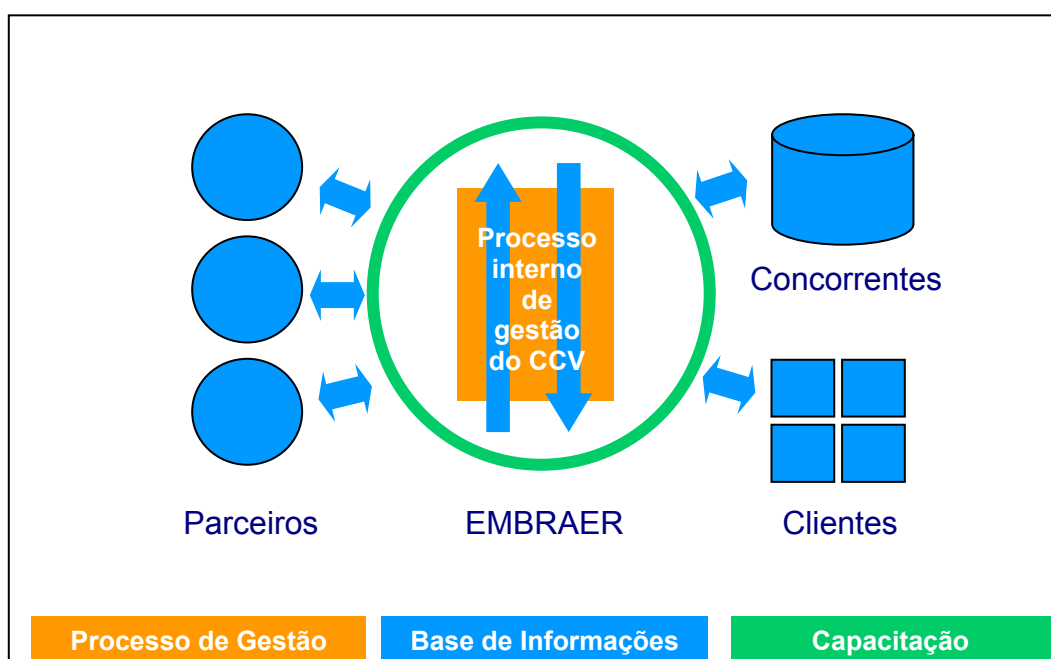 Processo
interno
de
gestão
do CCV
Concorrentes
Parceiros
EMBRAER
Clientes
Processo de Gestão
Base de Informações
Capacitação